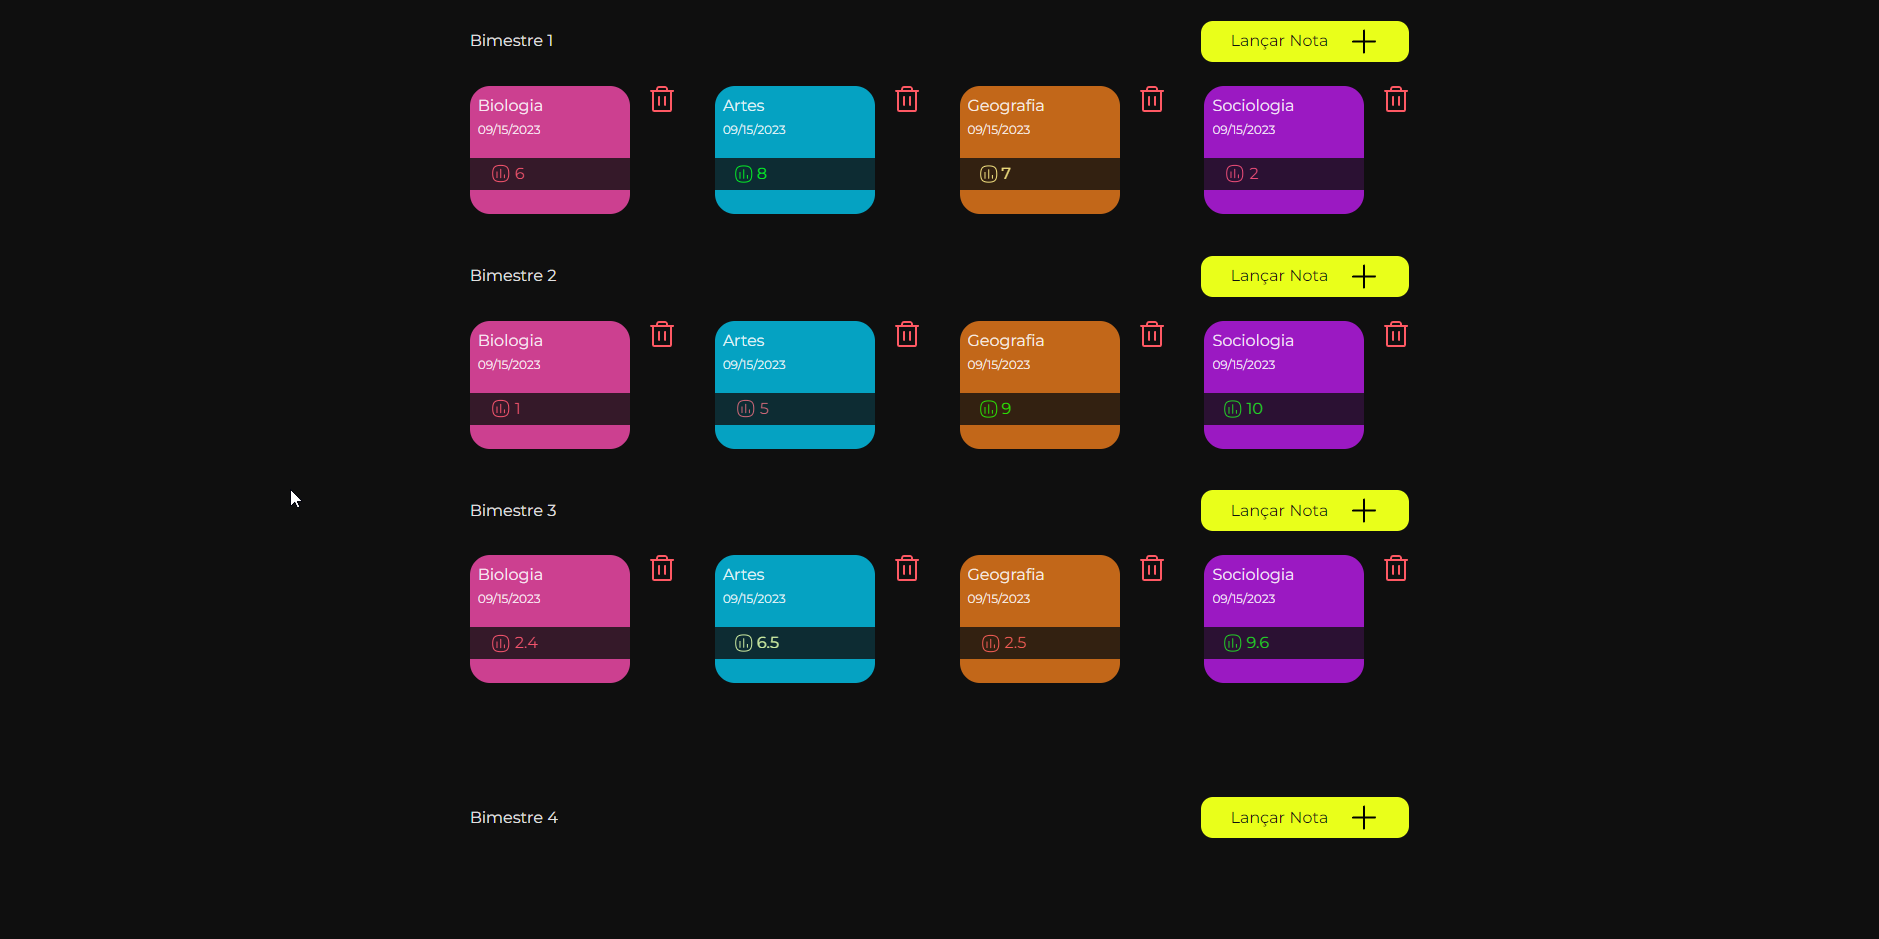 Bimestre 1
Lançar Nota
Biologia
09/15/2023
6
Artes
09/15/2023
8
Geografia
09/15/2023
7
Sociologia
09/15/2023
2
Bimestre 2
Lançar Nota
Biologia
09/15/2023
1
Artes
09/15/2023
5
Geografia
09/15/2023
9
Sociologia
09/15/2023
10
Bimestre 3
Lançar Nota
Biologia
09/15/2023
2.4
Artes
09/15/2023
6.5
Geografia
09/15/2023
2.5
Sociologia
09/15/2023
9.6
Bimestre 4
Lançar Nota